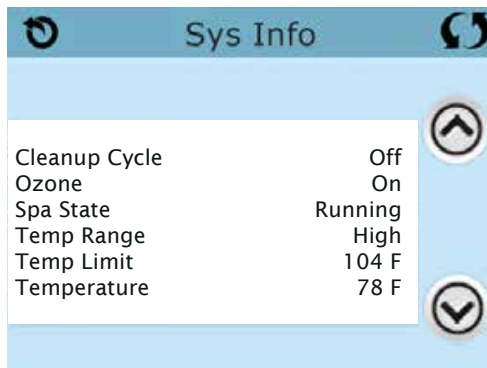 Sys Info
Cleanup Cycle Off
Ozone On
Spa State Running
Temp Range High
Temp Limit 104 F
Temperature 78 F